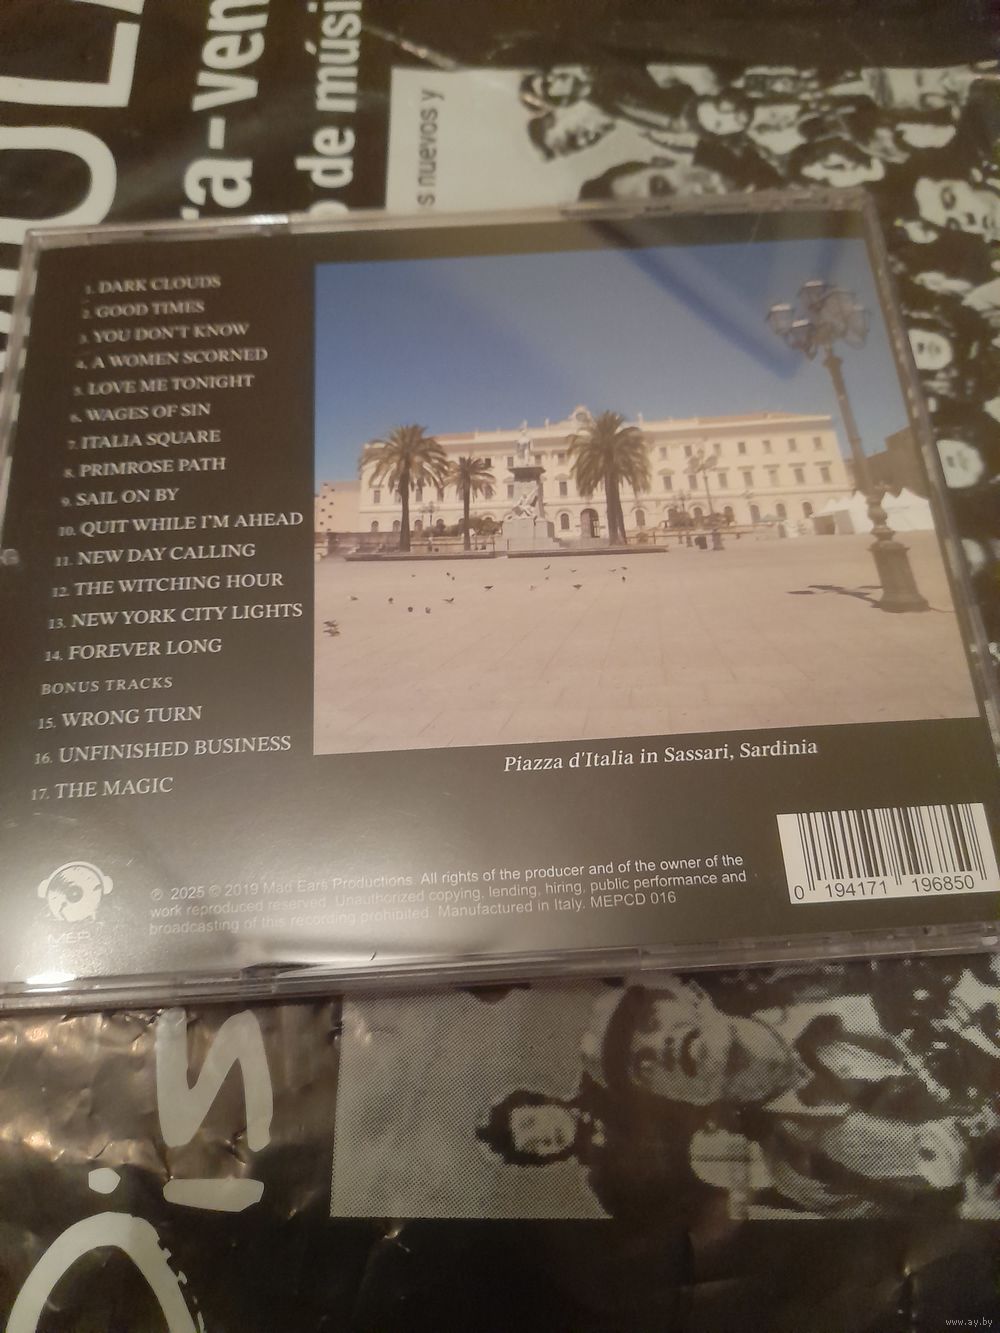 ra-ven
o de músi
s nuevos y
1. DARK CLOUDS
2. GOOD TIMES
3. YOU DON'T KNOW
4. A WOMEN SCORNED
5. LOVE ME TONIGHT
6. WAGES OF SIN
7. ITALIA SQUARE
8. PRIMROSE PATH
9. SAIL ON BY
10. QUIT WHILE I'M AHEAD
11. NEW DAY CALLING
12. THE WITCHING HOUR
13. NEW YORK CITY LIGHTS
14. FOREVER LONG
BONUS TRACKS
15. WRONG TURN
16. UNFINISHED BUSINESS
17. THE MAGIC
Piazza d'Italia in Sassari, Sardinia
MEP
℗ 2025 © 2019 Mad Ears Productions. All rights of the producer and of the owner of the
work reproduced reserved. Unauthorized copying, lending, hiring, public performance and
broadcasting of this recording prohibited. Manufactured in Italy. MEPCD 016
0 194171 196850
www.ay.by